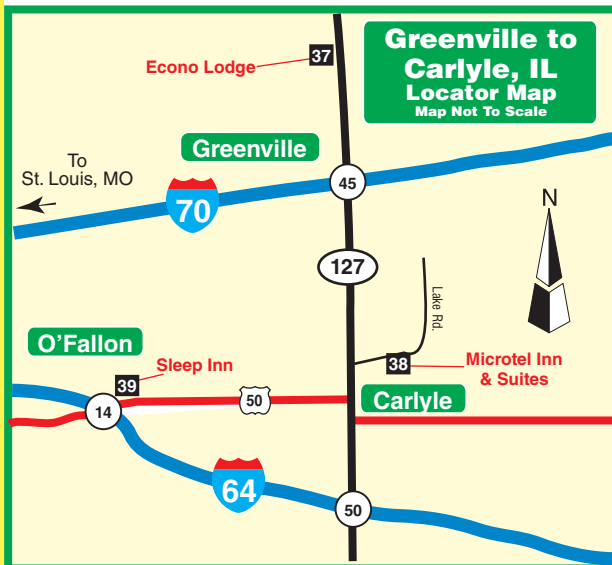 Greenville to
Carlyle, IL
Locator Map
Map Not To Scale
37
Econo Lodge
Greenville
To
St. Louis, MO
45
70
N
127
Lake Rd.
O'Fallon
Sleep Inn
39
38
Microtel Inn
& Suites
14
50
Carlyle
64
50